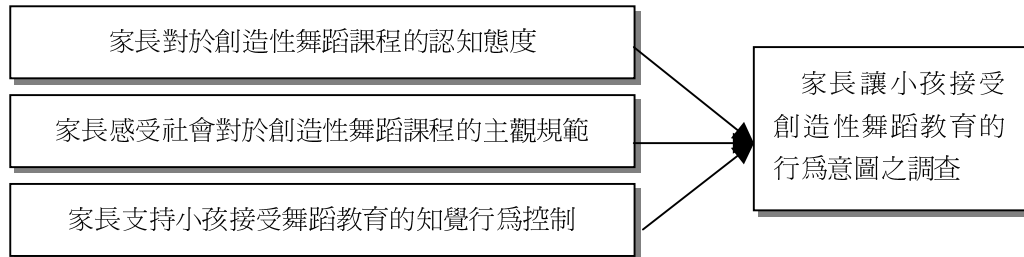 家長對於創造性舞蹈課程的認知態度
家長感受社會對於創造性舞蹈課程的主觀規範
家長支持小孩接受舞蹈教育的知覺行為控制
家長讓小孩接受
創造性舞蹈教育的
行為意圖之調查